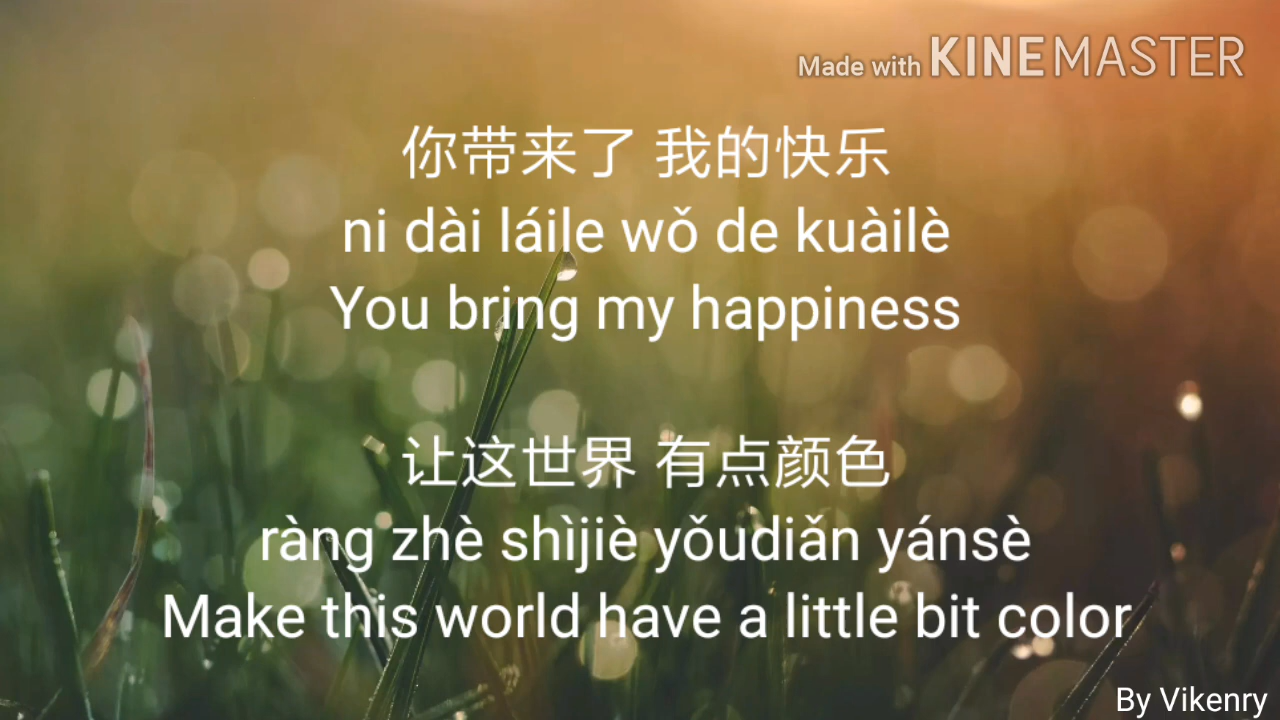 Made with KINEMASTER
你带来了 我的快乐
ni dài láile wǒ de kuàilè
You bring my happiness
让这世界 有点颜色
ràng zhè shìjiè yǒudiǎn yánsè
Make this world have a little bit color
By Vikenry